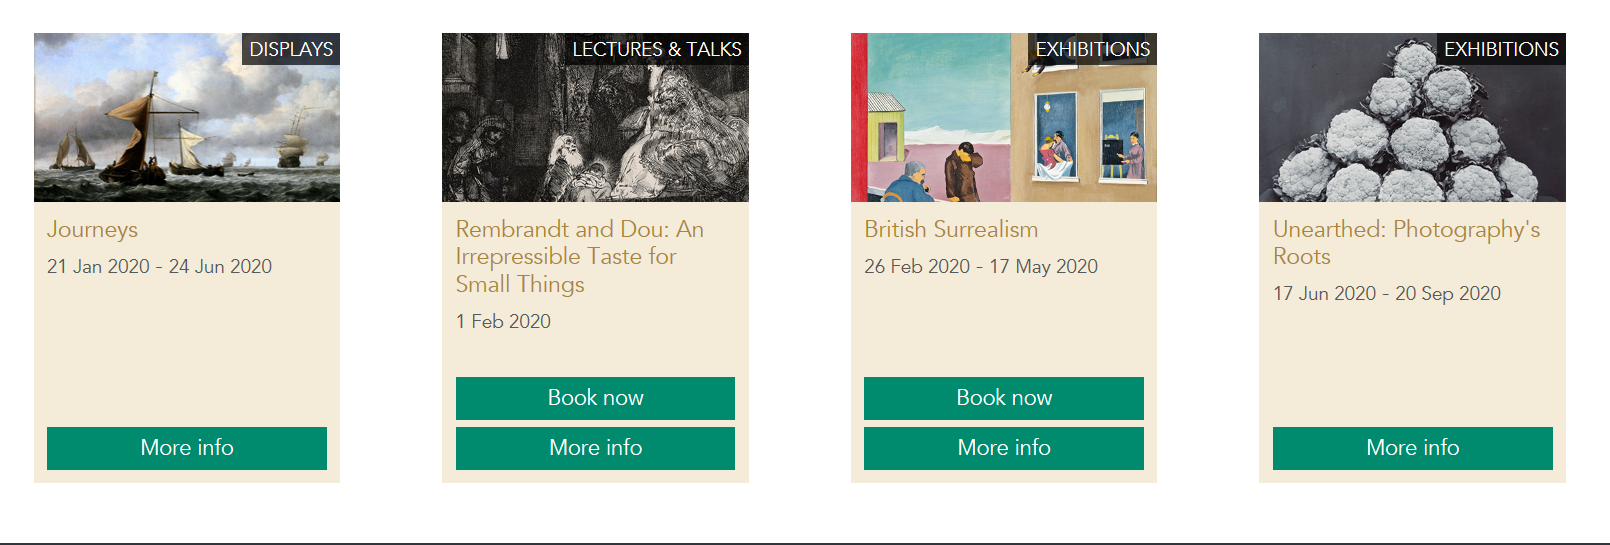 DISPLAYS
Journeys
21 Jan 2020 - 24 Jun 2020
More info
LECTURES & TALKS
Rembrandt and Dou: An
Irrepressible Taste for
Small Things
1 Feb 2020
Book now
More info
EXHIBITIONS
British Surrealism
26 Feb 2020 - 17 May 2020
Book now
More info
EXHIBITIONS
Unearthed: Photography's
Roots
17 Jun 2020 - 20 Sep 2020
More info